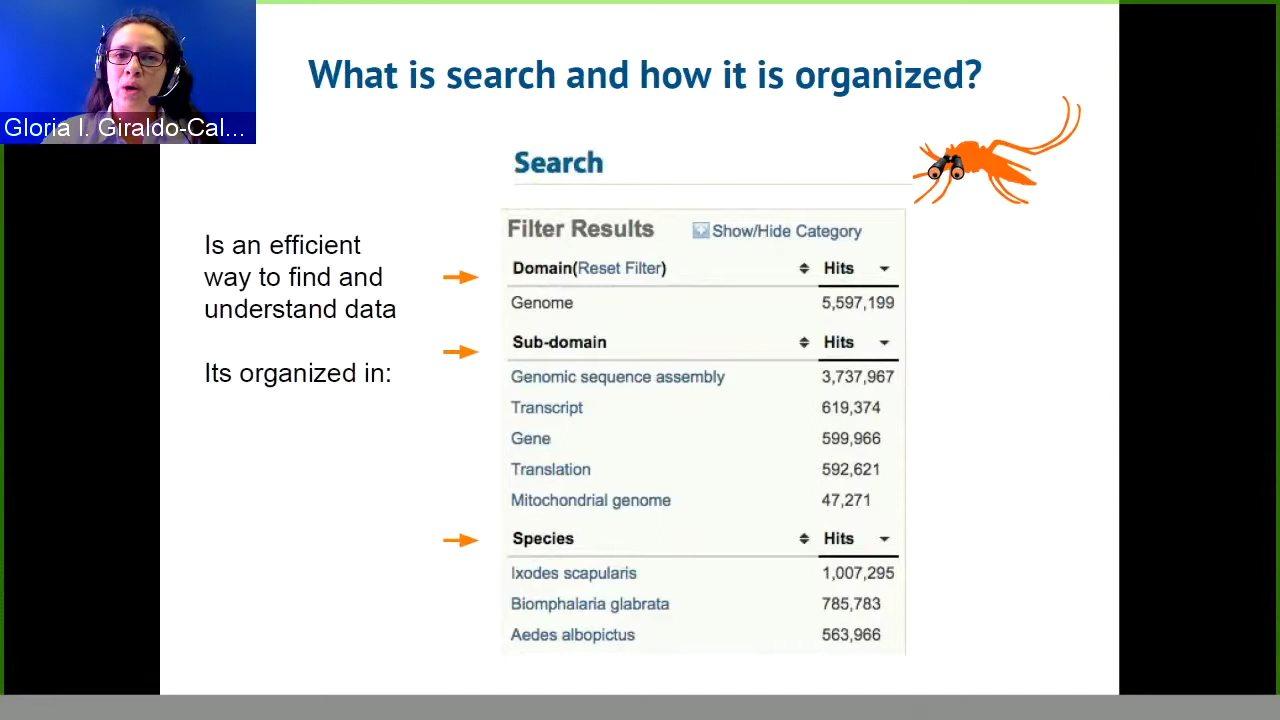 What is search and how it is organized?
Gloria I. Giraldo-Cal...
Search
Is an efficient
way to find and
understand data
Its organized in:
Filter Results Show/Hide Category
Domain(Reset Filter) Hits
Genome 5,597,199
Sub-domain Hits
Genomic sequence assembly 3,737,967
Transcript 619,374
Gene 599,966
Translation 592,621
Mitochondrial genome 47,271
Species Hits
Ixodes scapularis 1,007,295
Biomphalaria glabrata 785,783
Aedes albopictus 563,966